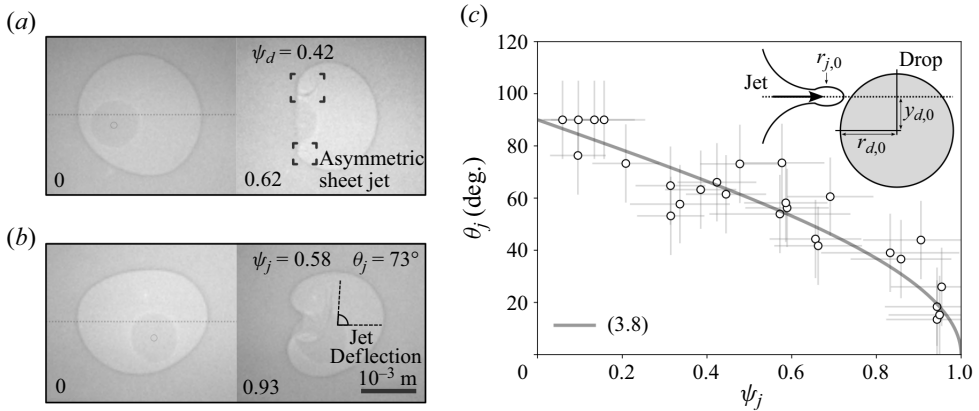 (a)
ψd = 0.42
Asymmetric
sheet jet
0
0.62
(b)
ψj = 0.58 θj = 73°
Jet
Deflection
10–3 m
0
0.93
(c)
120
100
80
60
40
20
θj (deg.)
rj,0
Drop
Jet
yd,0
rd,0
(3.8)
0
0.2
0.4
0.6
0.8
1.0
ψj